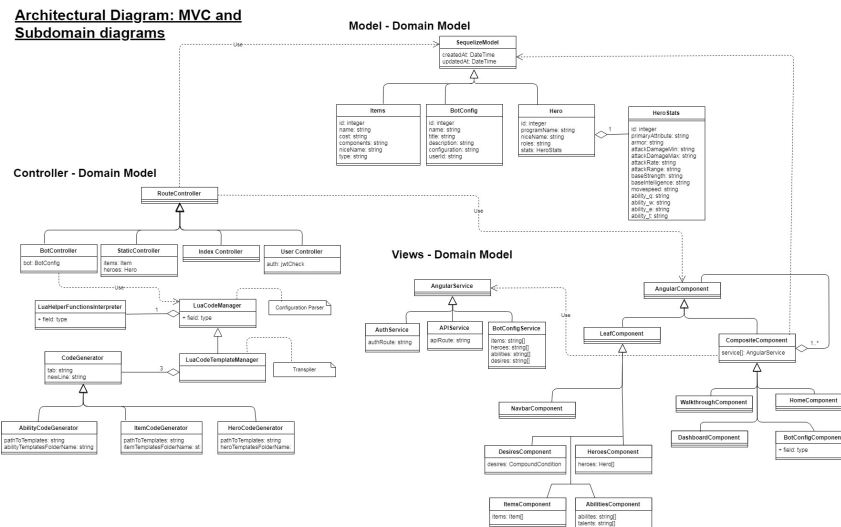 Architectural Diagram: MVC and
Subdomain diagrams
Model - Domain Model
Use
SequelizeModel
createdAt: DateTime
updatedAt: DateTime
Items
id: integer
name: string
cost: string
components: string
niceName: string
type: string
BotConfig
id: integer
name: string
title: string
description: string
configuration: string
userId: string
Hero
id: integer
programName: string
niceName: string
roles: string
stats: HeroStats
1
HeroStats
id: integer
primaryAttribute: string
armor: string
attackDamageMin: string
attackDamageMax: string
attackRate: string
attackRange: string
baseStrength: string
baseIntelligence: string
movespeed: string
ability_q: string
ability_w: string
ability_e: string
ability_t: string
Controller - Domain Model
RouteController
Use
BotController
bot: BotConfig
StaticController
items: Item
heroes: Hero
Index Controller
User Controller
auth: jwtCheck
Use
LuaHelperFunctionsInterpreter
+ field: type
1
LuaCodeManager
+ field: type
Configuration Parser
CodeGenerator
tab: string
newLine: string
3
LuaCodeTemplateManager
Transpiler
AbilityCodeGenerator
pathToTemplates: string
abilityTemplatesFolderName: string
ItemCodeGenerator
pathToTemplates: string
itemTemplatesFolderName: st
HeroCodeGenerator
pathToTemplates: string
heroTemplatesFolderName:
Views - Domain Model
AngularService
Use
AuthService
authRoute: string
APIService
apiRoute: string
BotConfigService
items: string[]
heroes: string[]
abilities: string[]
desires: string[]
AngularComponent
LeafComponent
CompositeComponent
service[]: AngularService
1..*
NavbarComponent
WalkthroughComponent
HomeComponent
DashboardComponent
BotConfigComponen
+ field: type
DesiresComponent
desires: CompoundCondition
HeroesComponent
heroes: Hero[]
ItemsComponent
items: Item[]
AbilitiesComponent
abilites: string[]
talents: string[]